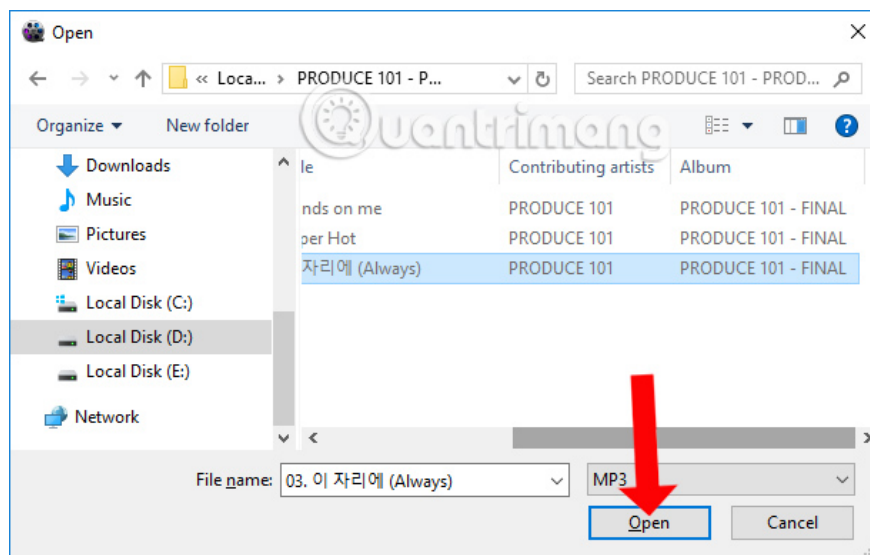 Open
« Loca... › PRODUCE 101 - P...
Search PRODUCE 101 - PROD...
Organize
New folder
Quantrimang
Downloads
Music
Pictures
Videos
Local Disk (C:)
Local Disk (D:)
Local Disk (E:)
Network
le Contributing artists Album
nds on me PRODUCE 101 PRODUCE 101 - FINAL
per Hot PRODUCE 101 PRODUCE 101 - FINAL
자리에 (Always) PRODUCE 101 PRODUCE 101 - FINAL
File name: 03. 이 자리에 (Always)
MP3
Open
Cancel